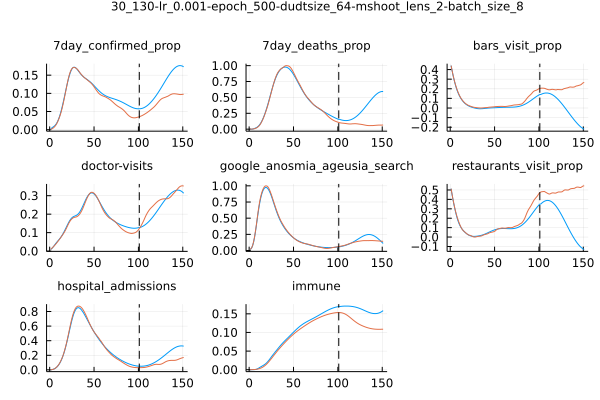 30_130-lr_0.001-epoch_500-dudtsize_64-mshoot_lens_2-batch_size_8
7day_confirmed_prop 7day_deaths_prop bars_visit_prop
0.15 0.10 0.05 0.00
0 50 100 150
1.00 0.75 0.50 0.25 0.00
0 50 100 150
0.4 0.3 0.2 0.1 0.0 −0.1 −0.2
0 50 100 150
doctor-visits google_anosmia_ageusia_search restaurants_visit_prop
0.3 0.2 0.1 0.0
0 50 100 150
1.00 0.75 0.50 0.25 0.00
0 50 100 150
0.5 0.4 0.3 0.2 0.1 0.0 −0.1
0 50 100 150
hospital_admissions immune
0.8 0.6 0.4 0.2 0.0
0 50 100 150
0.15 0.10 0.05 0.00
0 50 100 150